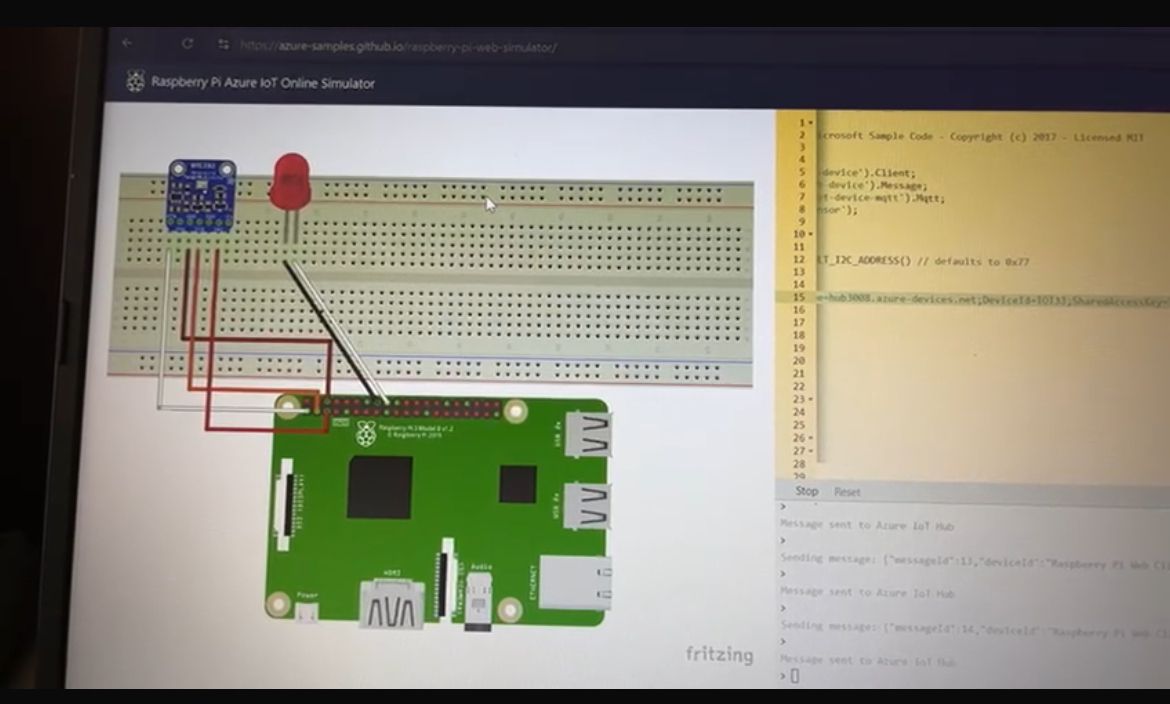 https://azure-samples.github.io/raspberry-pi-web-simulator/
Raspberry Pi Azure IoT Online Simulator
1
2 crosoft Sample Code - Copyright (c) 2017 - Licensed MIT
3
4
5 -device').Client;
6 device').Message;
7 t-device-mqtt').Mqtt;
8 nsor');
9
10
11
12 LT_I2C_ADDRESS() // defaults to 0x77
13
14
15 =hub3008.azure-devices.net;DeviceId=IOT33;SharedAccessKey=
16
17
18
19
20
21
22
23
24
25
26
27
28
29
Stop Reset
>
Message sent to Azure IoT Hub
>
Sending message: {"messageId":13,"deviceId":"Raspberry Pi Web Cl
>
Message sent to Azure IoT Hub
>
Sending message: {"messageId":14,"deviceId":"Raspberry Pi Web Cl
>
Message sent to Azure IoT Hub
>
Raspberry Pi 3 Model B v1.2
© Raspberry Pi 2015
USB 2x
USB 2x
ETHERNET
HDMI
Audio
Power
fritzing